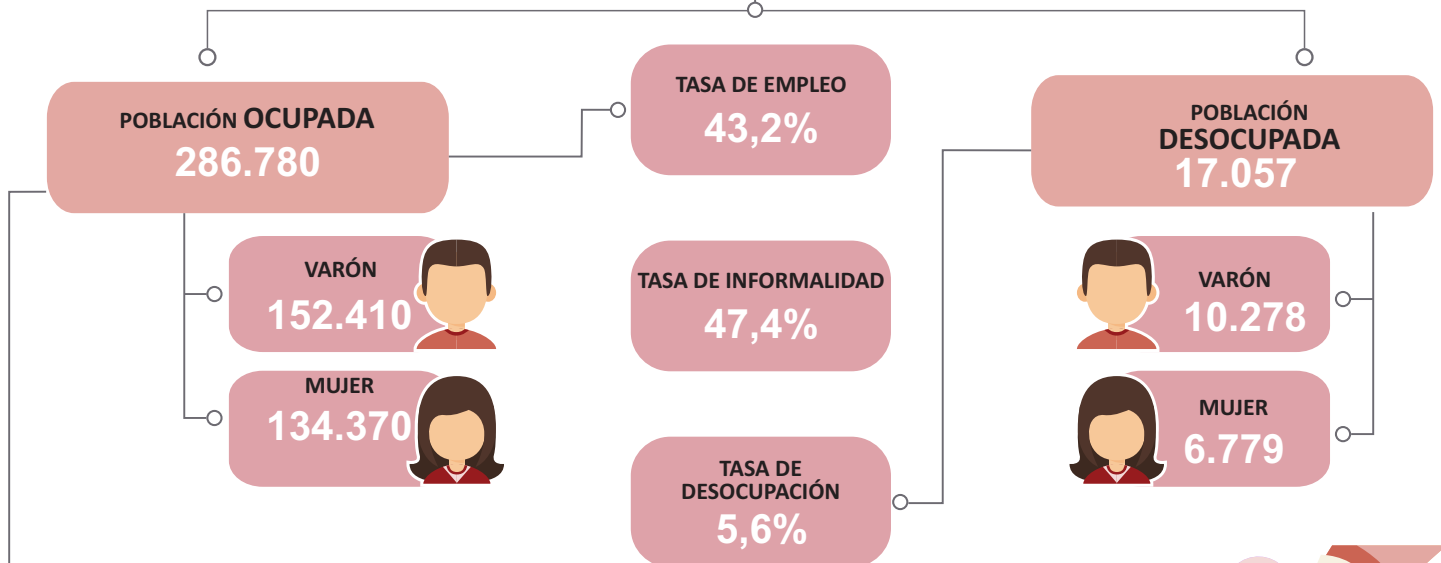 POBLACIÓN OCUPADA
286.780
VARÓN
152.410
MUJER
134.370
TASA DE EMPLEO
43,2%
TASA DE INFORMALIDAD
47,4%
TASA DE
DESOCUPACIÓN
5,6%
POBLACIÓN
DESOCUPADA
17.057
VARÓN
10.278
MUJER
6.779